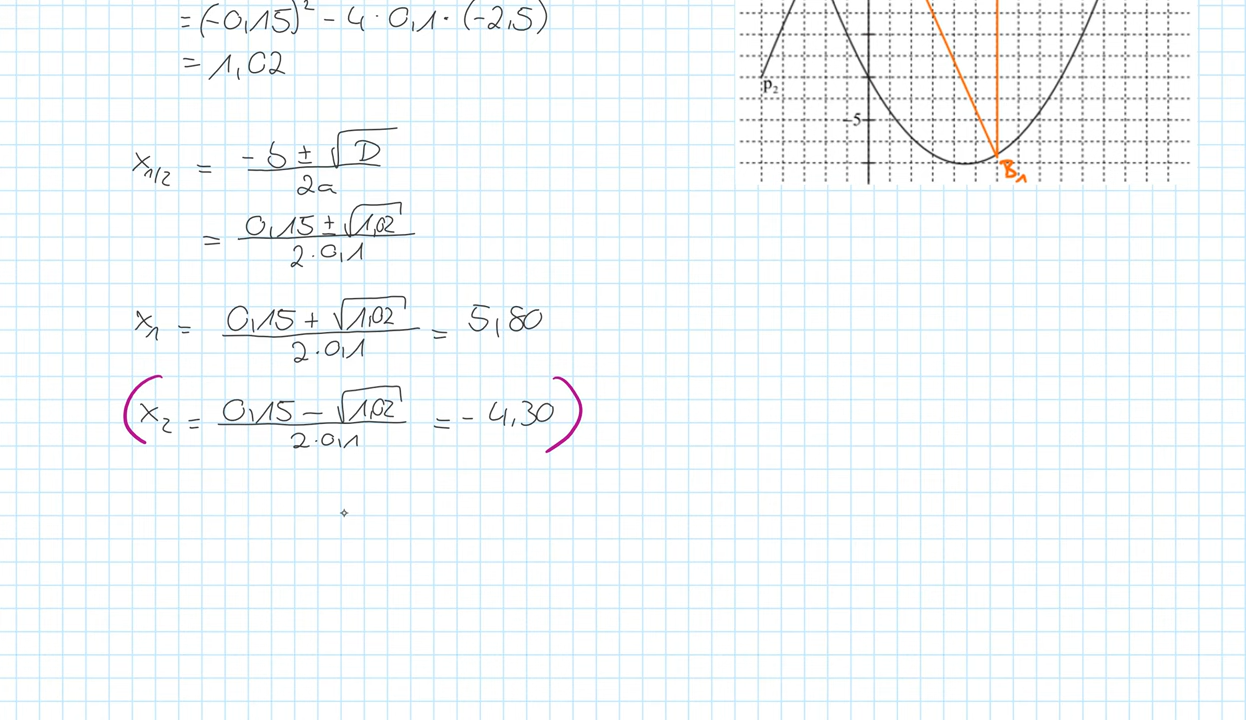 = (-0,15)² - 4 · 0,1 · (-2,5)
= 1,02
x₁/₂ = (-b ± √D) / 2a
= (0,15 ± √1,02) / (2 · 0,1)
x₁ = (0,15 + √1,02) / (2 · 0,1) = 5,80
(x₂ = (0,15 - √1,02) / (2 · 0,1) = -4,30)
p₂
-5
B₁